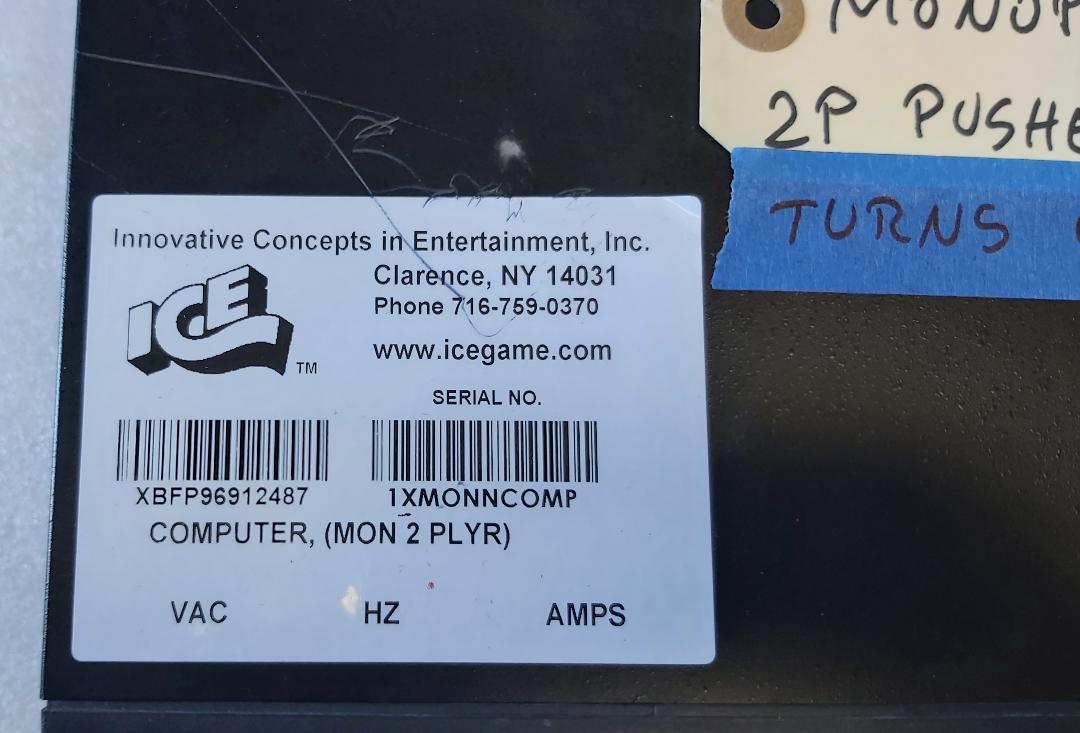 2P PUSHE
TURNS
Innovative Concepts in Entertainment, Inc.
ICE
TM
Clarence, NY 14031
Phone 716-759-0370
www.icegame.com
SERIAL NO.
XBFP96912487
1XMONNCOMP
COMPUTER, (MON 2 PLYR)
VAC HZ AMPS